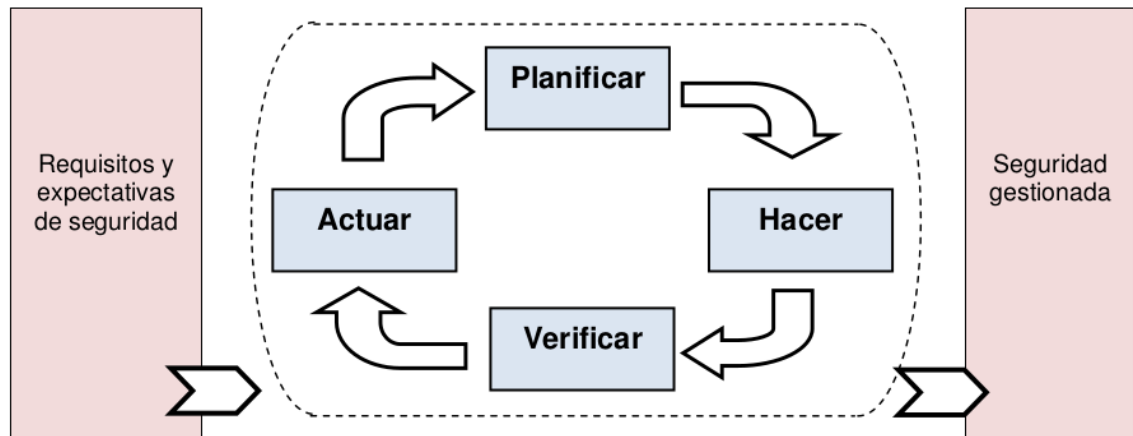 Requisitos y
expectativas
de seguridad
Planificar
Actuar
Hacer
Verificar
Seguridad
gestionada